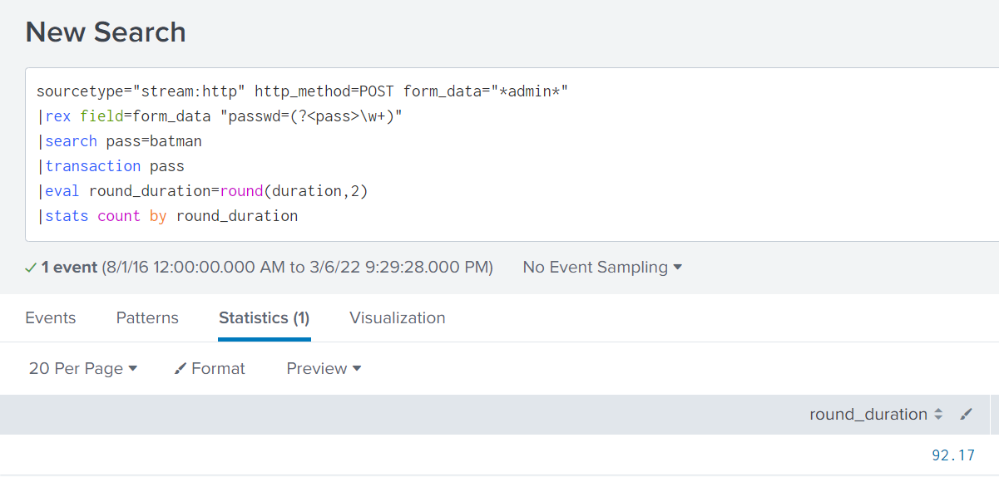 New Search
sourcetype="stream:http" http_method=POST form_data="*admin*"
|rex field=form_data "passwd=(?<pass>\w+)"
|search pass=batman
|transaction pass
|eval round_duration=round(duration,2)
|stats count by round_duration
1 event (8/1/16 12:00:00.000 AM to 3/6/22 9:29:28.000 PM) No Event Sampling
Events Patterns Statistics (1) Visualization
20 Per Page Format Preview
round_duration
92.17